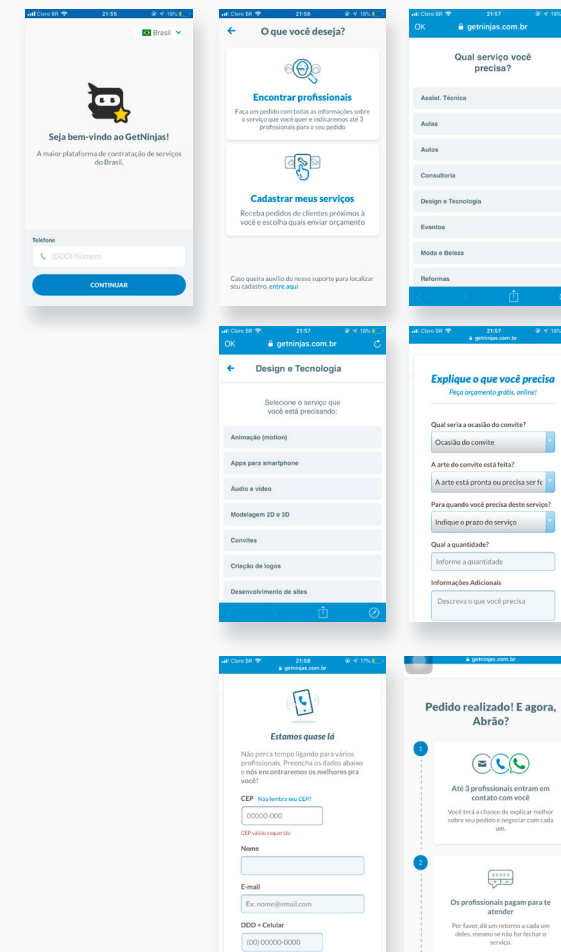 Claro BR 21:55 18%
Brasil
Seja bem-vindo ao GetNinjas!
A maior plataforma de contratação de serviços
do Brasil.
Telefone
(DDD) Número
CONTINUAR
Claro BR 21:56 18%
O que você deseja?
Encontrar profissionais
Faça um pedido com todas as informações sobre
o serviço que você quer e indicaremos até 3
profissionais para o seu pedido
Cadastrar meus serviços
Receba pedidos de clientes próximos à
você e escolha quais enviar orçamento
Caso queira auxílio do nosso suporte para localizar
seu cadastro, entre aqui
Claro BR 21:57 18%
OK getninjas.com.br
Qual serviço você
precisa?
Assist. Técnica
Aulas
Autos
Consultoria
Design e Tecnologia
Eventos
Moda e Beleza
Reformas
Claro BR 21:57 18%
OK getninjas.com.br
Design e Tecnologia
Selecione o serviço que
você está precisando:
Animação (motion)
Apps para smartphone
Áudio e vídeo
Modelagem 2D e 3D
Convites
Criação de logos
Desenvolvimento de sites
Claro BR 21:57 18%
getninjas.com.br
Explique o que você precisa
Peça orçamento grátis, online!
Qual seria a ocasião do convite?
Ocasião do convite
A arte do convite está feita?
A arte está pronta ou precisa ser fe
Para quando você precisa deste serviço?
Indique o prazo do serviço
Qual a quantidade?
Informe a quantidade
Informações Adicionais
Descreva o que você precisa
Claro BR 21:58 17%
getninjas.com.br
Estamos quase lá
Não perca tempo ligando para vários
profissionais. Preencha os dados abaixo
e nós encontraremos os melhores pra
você!
CEP Não lembra seu CEP?
00000-000
CEP válido requerido
Nome
E-mail
Ex: nome@email.com
DDD + Celular
(00) 00000-0000
getninjas.com.br
Pedido realizado! E agora,
Abrão?
1
Até 3 profissionais entram em
contato com você
Você terá a chance de explicar melhor
sobre seu pedido e negociar com cada
um.
2
Os profissionais pagam para te
atender
Por favor, dê um retorno a cada um
deles, mesmo se não for fechar o
serviço.